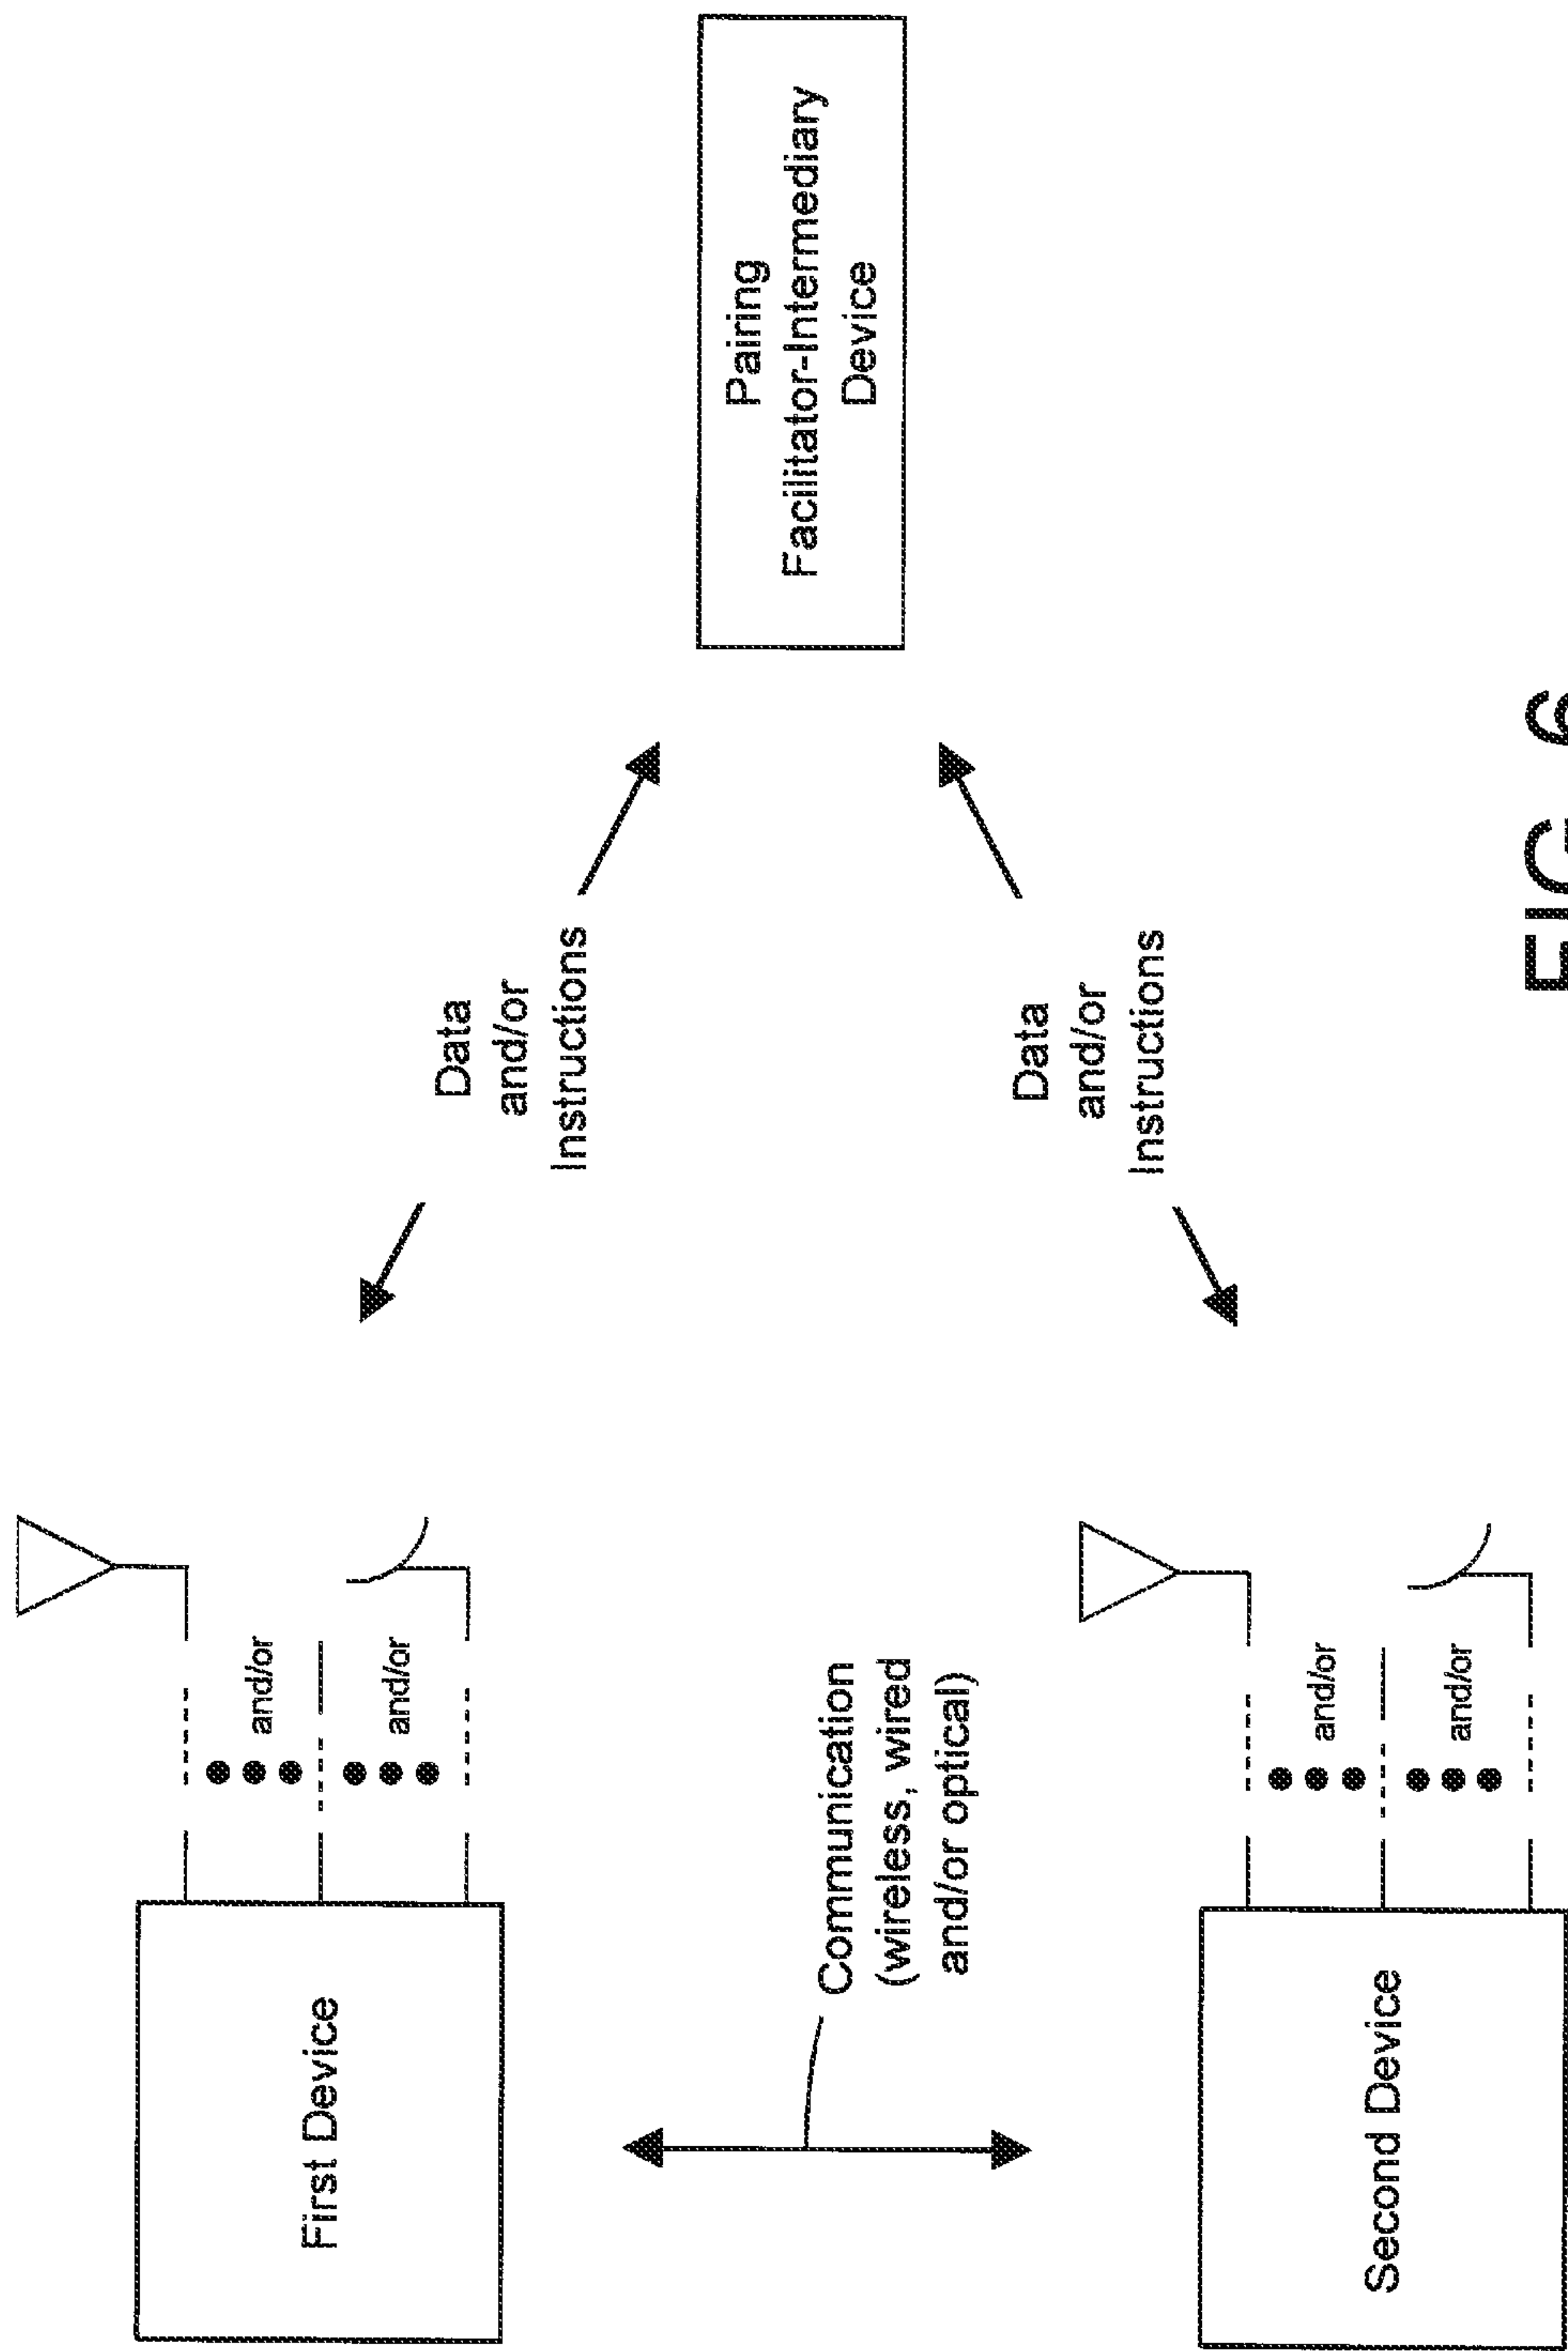 First Device
and/or
and/or
Data
and/or
Instructions
Pairing
Facilitator-Intermediary
Device
Communication
(wireless, wired
and/or optical)
Data
and/or
Instructions
Second Device
and/or
and/or
FIG. 6